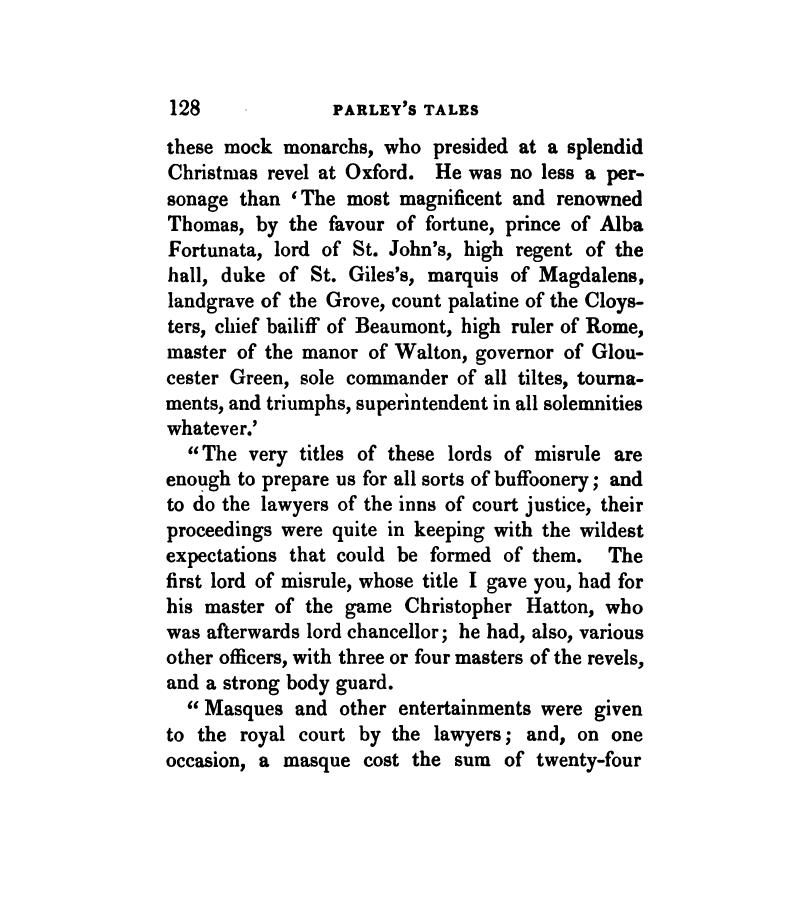 128 PARLEY'S TALES
these mock monarchs, who presided at a splendid
Christmas revel at Oxford. He was no less a per-
sonage than ‘The most magnificent and renowned
Thomas, by the favour of fortune, prince of Alba
Fortunata, lord of St. John's, high regent of the
hall, duke of St. Giles's, marquis of Magdalens,
landgrave of the Grove, count palatine of the Cloys-
ters, chief bailiff of Beaumont, high ruler of Rome,
master of the manor of Walton, governor of Glou-
cester Green, sole commander of all tiltes, tourna-
ments, and triumphs, superintendent in all solemnities
whatever.’
“The very titles of these lords of misrule are
enough to prepare us for all sorts of buffoonery; and
to do the lawyers of the inns of court justice, their
proceedings were quite in keeping with the wildest
expectations that could be formed of them. The
first lord of misrule, whose title I gave you, had for
his master of the game Christopher Hatton, who
was afterwards lord chancellor; he had, also, various
other officers, with three or four masters of the revels,
and a strong body guard.
“Masques and other entertainments were given
to the royal court by the lawyers; and, on one
occasion, a masque cost the sum of twenty-four